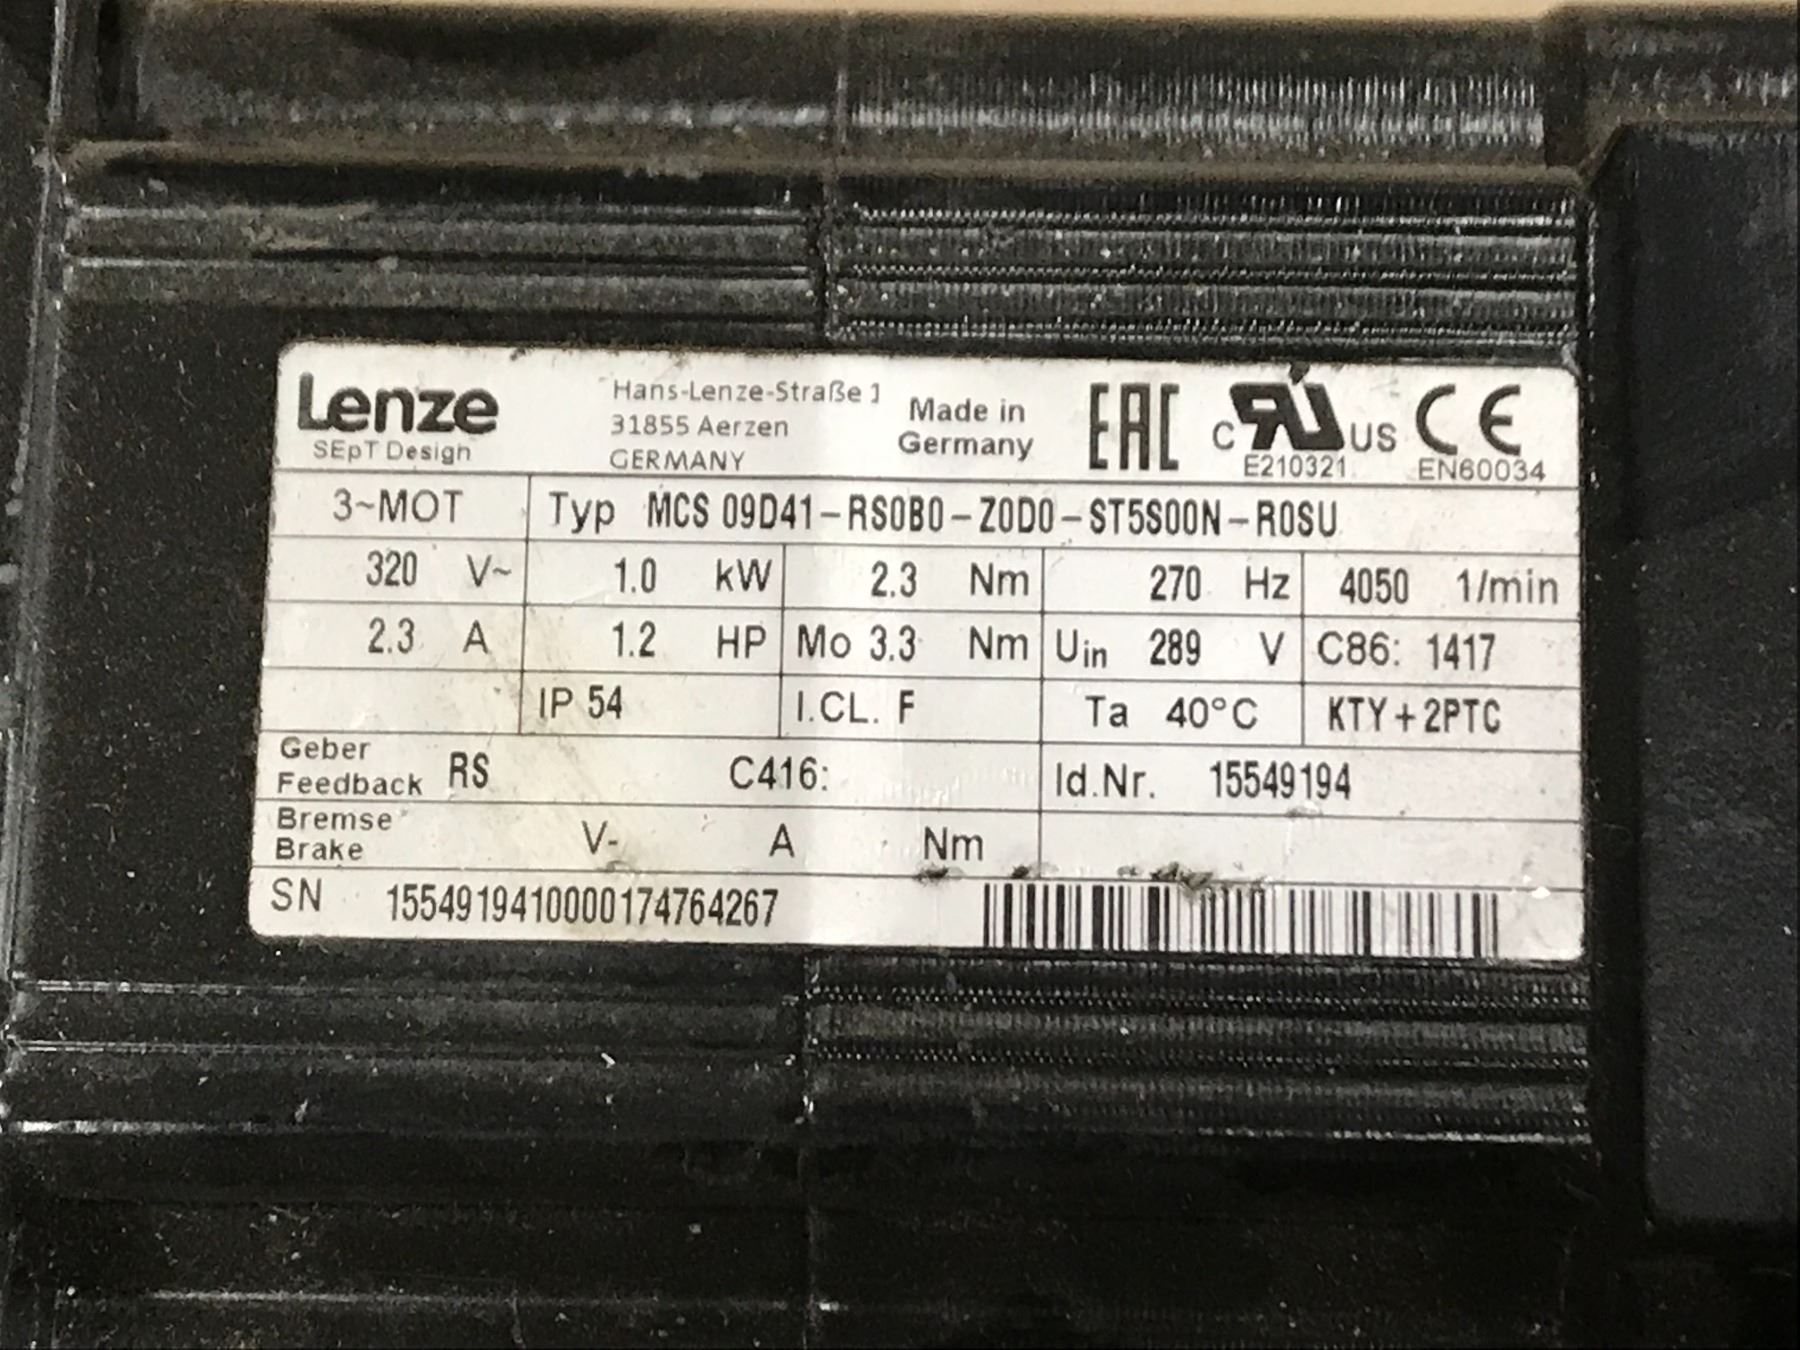 Lenze
SEpT Design
Hans-Lenze-Straße 1
31855 Aerzen
GERMANY
Made in
Germany
EAC
C RU US
E210321
CE
EN60034
3~MOT Typ MCS 09D41-RS0B0-Z0D0-ST5S00N-R0SU
320 V~ 1.0 kW 2.3 Nm 270 Hz 4050 1/min
2.3 A 1.2 HP Mo 3.3 Nm Uin 289 V C86: 1417
IP 54 I.CL. F Ta 40°C KTY+2PTC
Geber
Feedback RS C416: Id.Nr. 15549194
Bremse
Brake V- A Nm
SN 1554919410000174764267